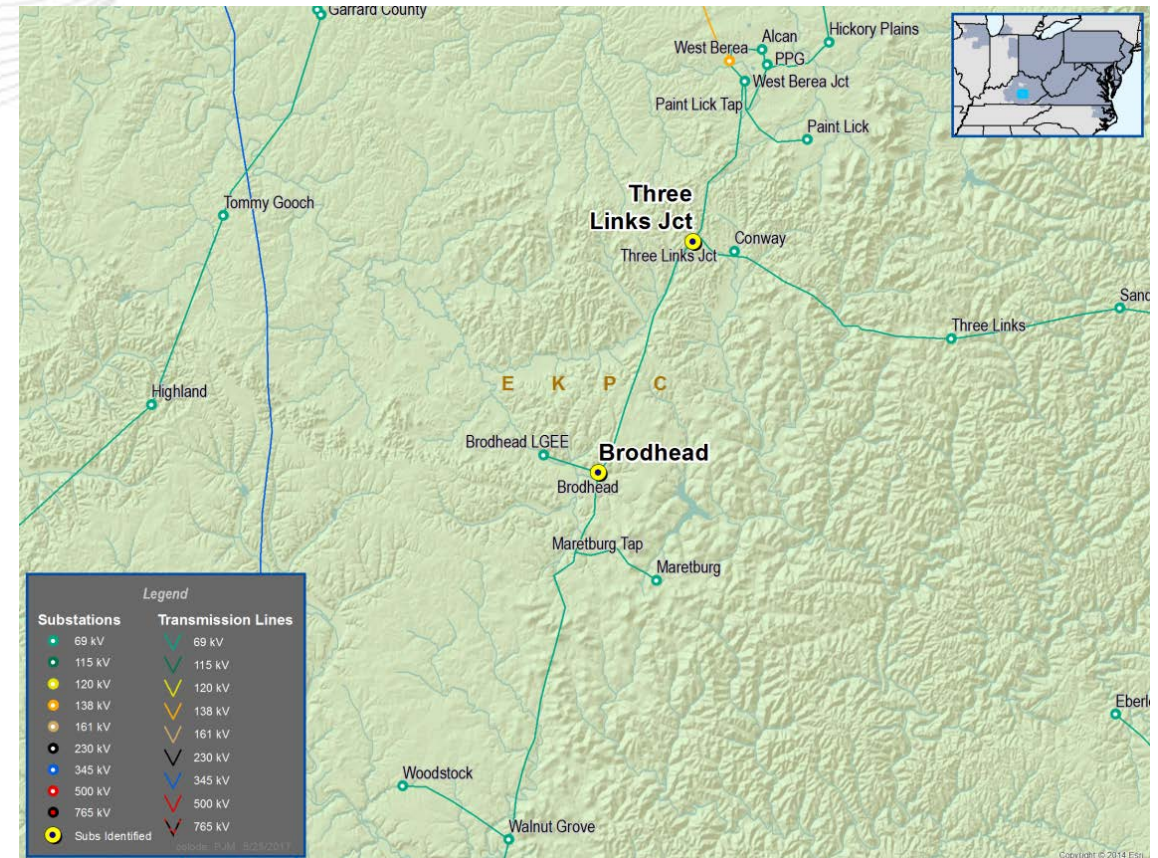 Garrard County
Hickory Plains
Alcan
West Berea
PPG
West Berea Jct
Paint Lick Tap
Paint Lick
Three
Links Jct
Tommy Gooch
Conway
Three Links Jct
Sand
Three Links
E K P C
Highland
Brodhead LGEE
Brodhead
Brodhead
Maretburg Tap
Maretburg
Legend
Substations Transmission Lines
69 kV 69 kV
115 kV 115 kV
120 kV 120 kV
138 kV 138 kV
161 kV 161 kV
230 kV 230 kV
345 kV 345 kV
500 kV 500 kV
765 kV 765 kV
Subs Identified
PJM 9/25/2017
Eberle
Woodstock
Walnut Grove
Copyright © 2014 Esri